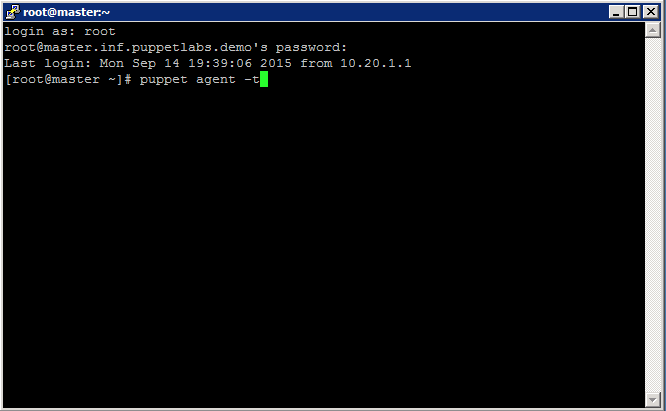 root@master:~
login as: root
root@master.inf.puppetlabs.demo's password:
Last login: Mon Sep 14 19:39:06 2015 from 10.20.1.1
[root@master ~]# puppet agent -t